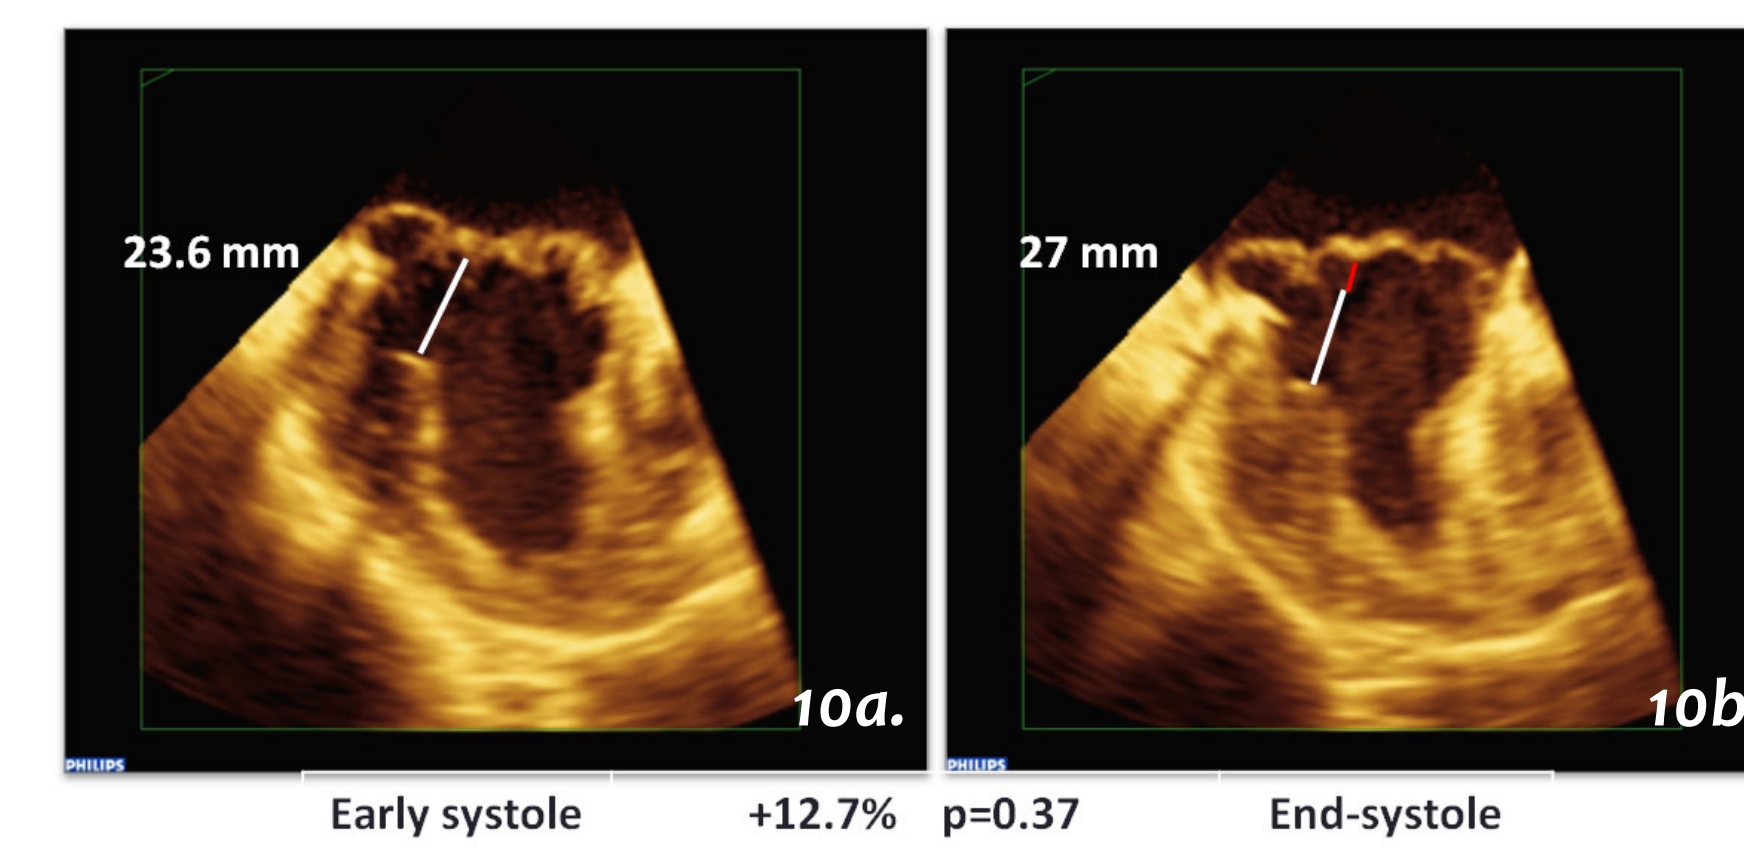 23.6 mm
10a.
PHILIPS
27 mm
10b
PHILIPS
Early systole +12.7% p=0.37 End-systole